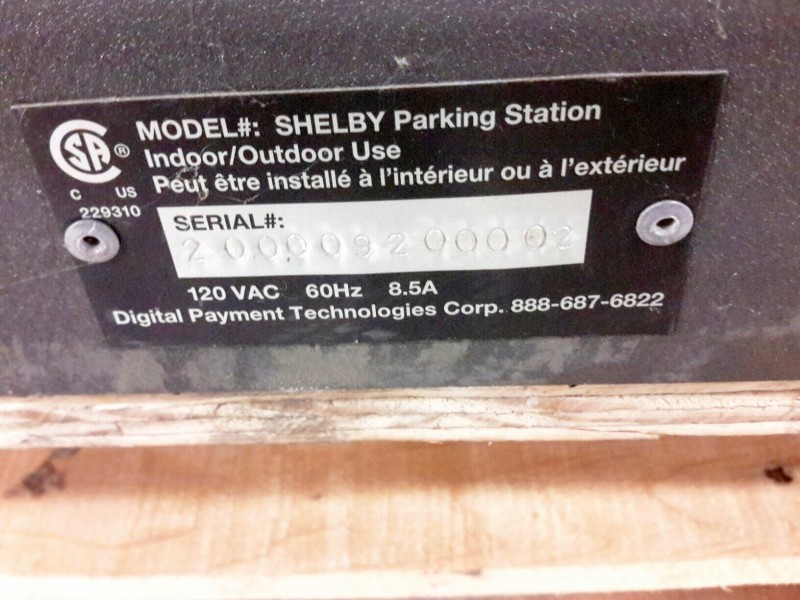 MODEL#: SHELBY Parking Station
Indoor/Outdoor Use
Peut être installé à l'intérieur ou à l'extérieur
CSA ®
C US
229310
SERIAL#:
200009200002
120 VAC 60Hz 8.5A
Digital Payment Technologies Corp. 888-687-6822